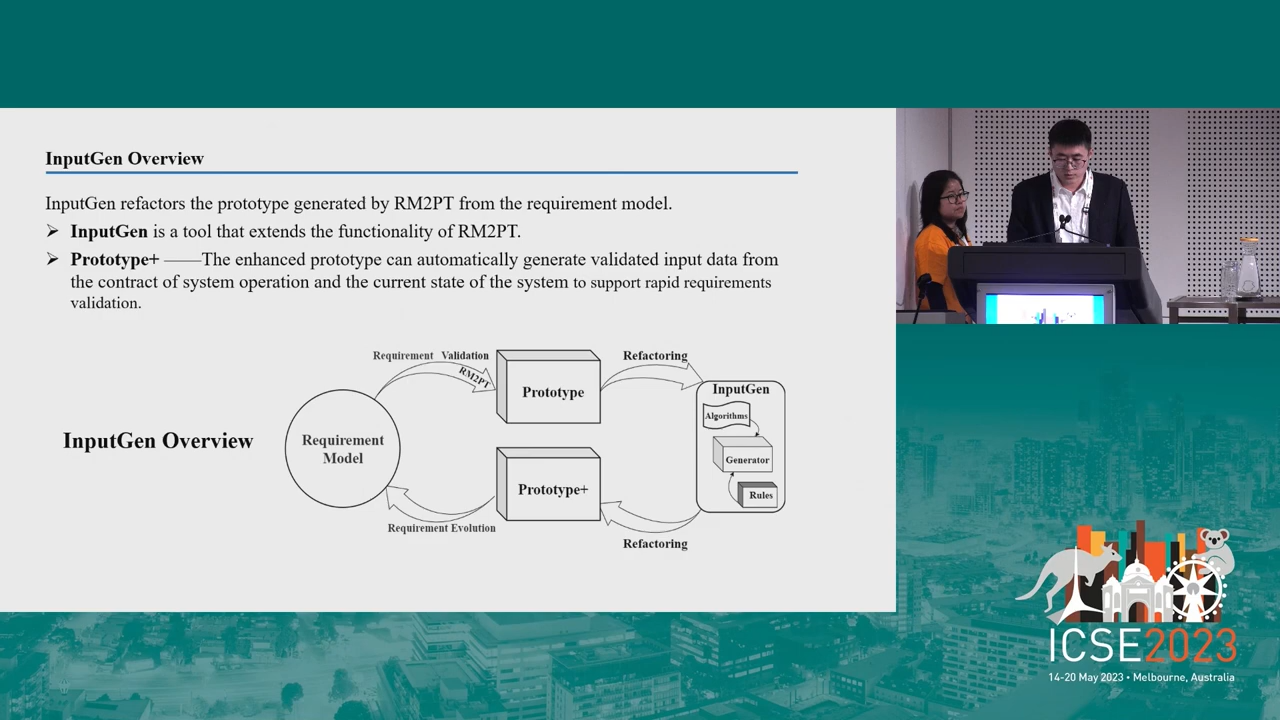 InputGen Overview
InputGen refactors the prototype generated by RM2PT from the requirement model.
➢ InputGen is a tool that extends the functionality of RM2PT.
➢ Prototype+ ——The enhanced prototype can automatically generate validated input data from
the contract of system operation and the current state of the system to support rapid requirements
validation.
Requirement Validation
RM2PT
Prototype
Refactoring
InputGen
Algorithms
Generator
Rules
InputGen Overview
Requirement
Model
Prototype+
Requirement Evolution
Refactoring
ICSE2023
14-20 May 2023 • Melbourne, Australia